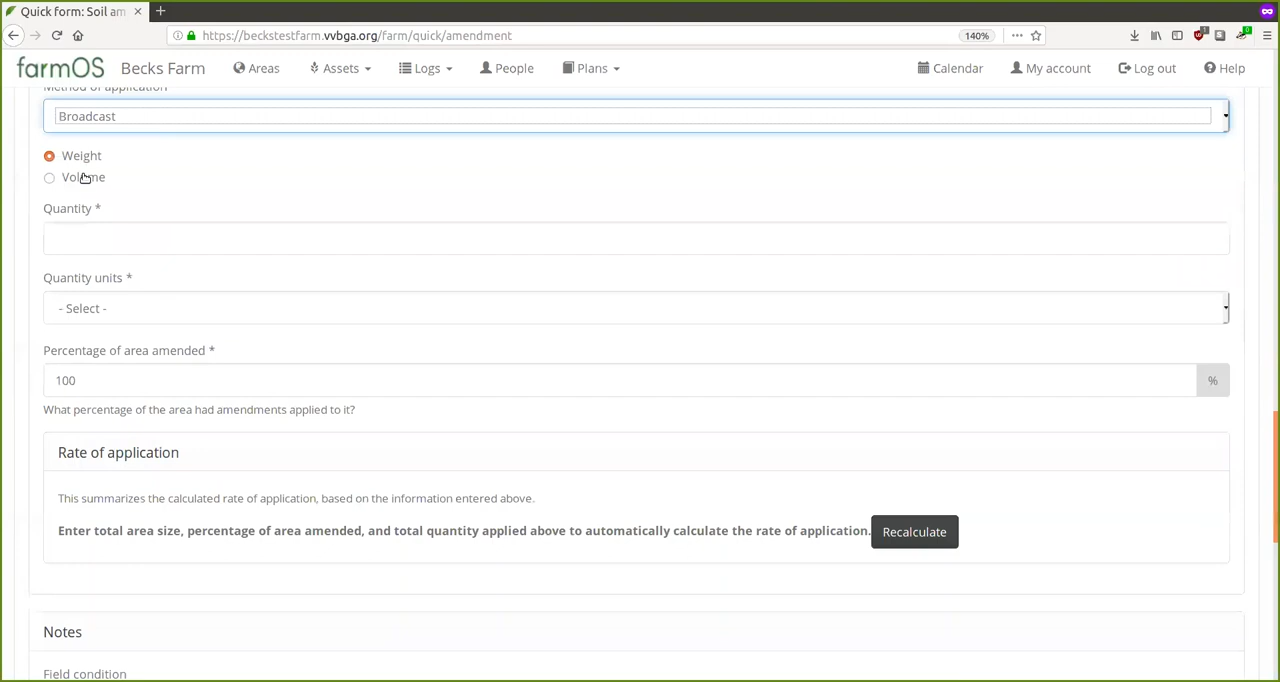 Quick form: Soil am
https://beckstestfarm.vvbga.org/farm/quick/amendment
140%
farmOS
Becks Farm
Areas
Assets
Logs
People
Plans
Calendar
My account
Log out
Help
Method of application
Broadcast
Weight
Volume
Quantity *
Quantity units *
- Select -
Percentage of area amended *
100
%
What percentage of the area had amendments applied to it?
Rate of application
This summarizes the calculated rate of application, based on the information entered above.
Enter total area size, percentage of area amended, and total quantity applied above to automatically calculate the rate of application.
Recalculate
Notes
Field condition